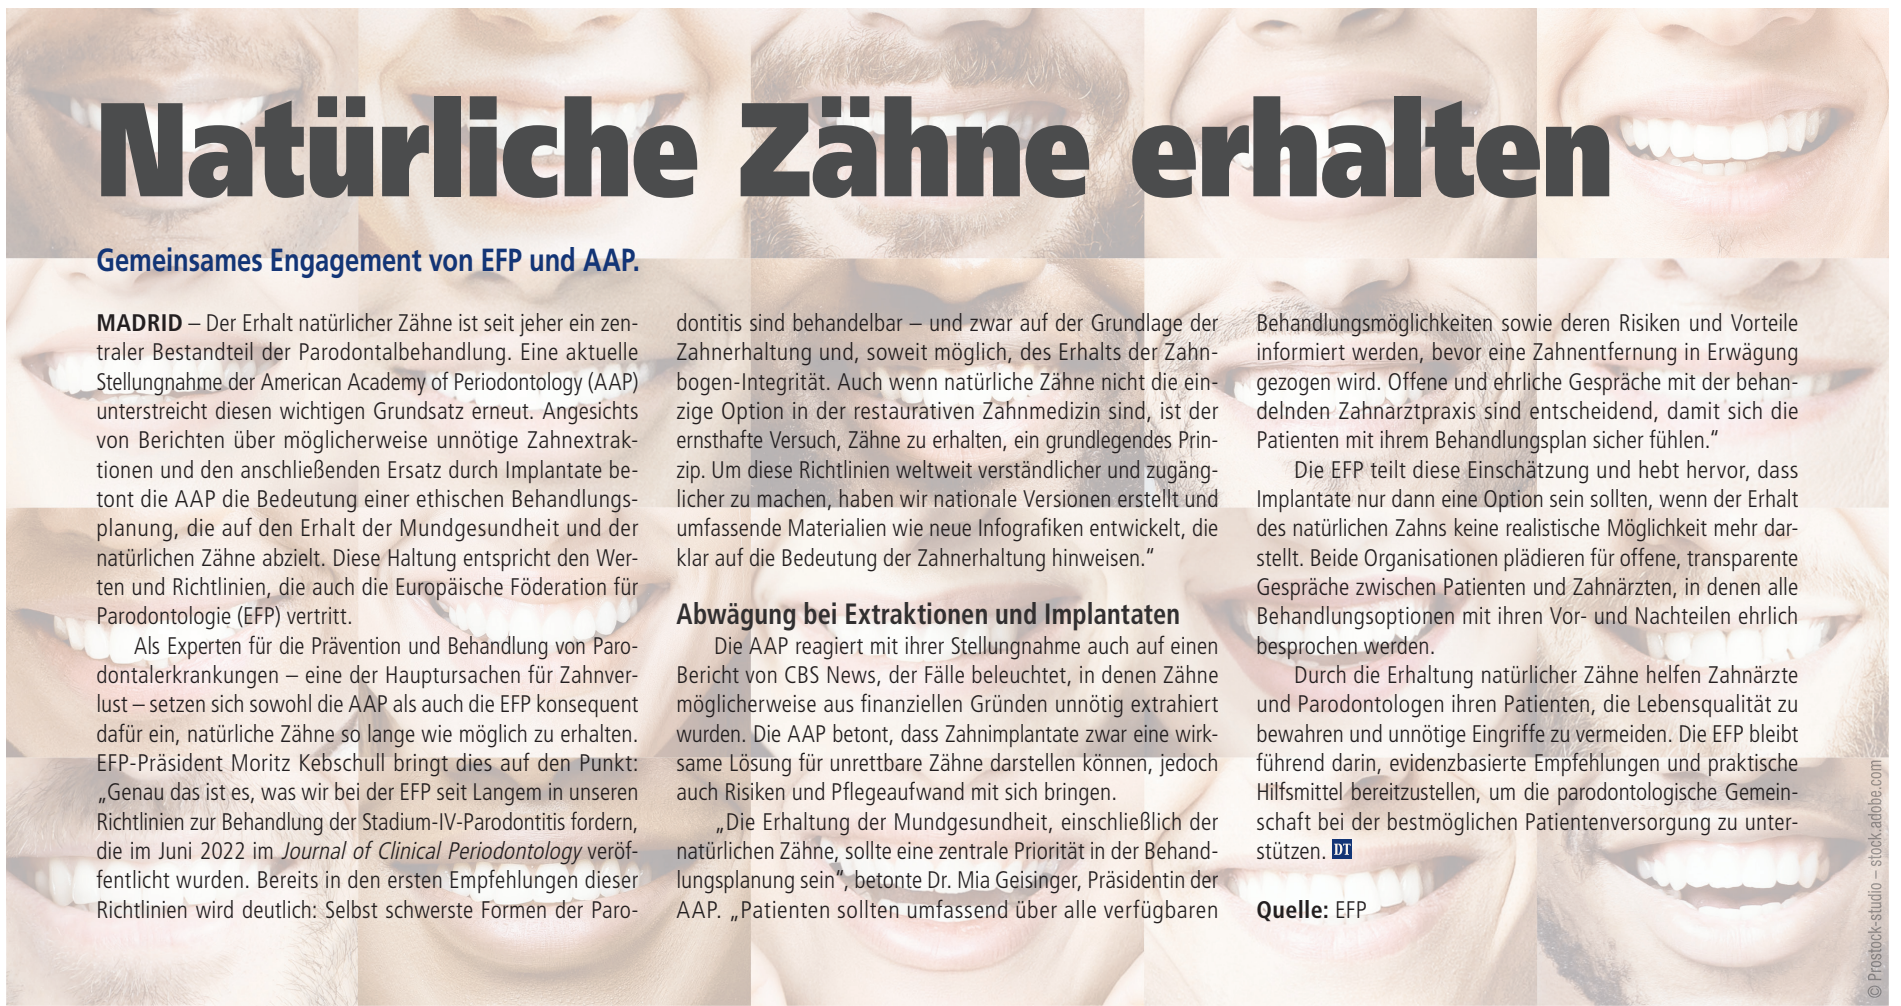 Natürliche Zähne erhalten
Gemeinsames Engagement von EFP und AAP.
MADRID – Der Erhalt natürlicher Zähne ist seit jeher ein zen-
traler Bestandteil der Parodontalbehandlung. Eine aktuelle
Stellungnahme der American Academy of Periodontology (AAP)
unterstreicht diesen wichtigen Grundsatz erneut. Angesichts
von Berichten über möglicherweise unnötige Zahnextrak-
tionen und den anschließenden Ersatz durch Implantate be-
tont die AAP die Bedeutung einer ethischen Behandlungs-
planung, die auf den Erhalt der Mundgesundheit und der
natürlichen Zähne abzielt. Diese Haltung entspricht den Wer-
ten und Richtlinien, die auch die Europäische Föderation für
Parodontologie (EFP) vertritt.
Als Experten für die Prävention und Behandlung von Paro-
dontalerkrankungen – eine der Hauptursachen für Zahnver-
lust – setzen sich sowohl die AAP als auch die EFP konsequent
dafür ein, natürliche Zähne so lange wie möglich zu erhalten.
EFP-Präsident Moritz Kebschull bringt dies auf den Punkt:
„Genau das ist es, was wir bei der EFP seit Langem in unseren
Richtlinien zur Behandlung der Stadium-IV-Parodontitis fordern,
die im Juni 2022 im Journal of Clinical Periodontology veröf-
fentlicht wurden. Bereits in den ersten Empfehlungen dieser
Richtlinien wird deutlich: Selbst schwerste Formen der Paro-
dontitis sind behandelbar – und zwar auf der Grundlage der
Zahnerhaltung und, soweit möglich, des Erhalts der Zahn-
bogen-Integrität. Auch wenn natürliche Zähne nicht die ein-
zige Option in der restaurativen Zahnmedizin sind, ist der
ernsthafte Versuch, Zähne zu erhalten, ein grundlegendes Prin-
zip. Um diese Richtlinien weltweit verständlicher und zugäng-
licher zu machen, haben wir nationale Versionen erstellt und
umfassende Materialien wie neue Infografiken entwickelt, die
klar auf die Bedeutung der Zahnerhaltung hinweisen.“
Abwägung bei Extraktionen und Implantaten
Die AAP reagiert mit ihrer Stellungnahme auch auf einen
Bericht von CBS News, der Fälle beleuchtet, in denen Zähne
möglicherweise aus finanziellen Gründen unnötig extrahiert
wurden. Die AAP betont, dass Zahnimplantate zwar eine wirk-
same Lösung für unrettbare Zähne darstellen können, jedoch
auch Risiken und Pflegeaufwand mit sich bringen.
„Die Erhaltung der Mundgesundheit, einschließlich der
natürlichen Zähne, sollte eine zentrale Priorität in der Behand-
lungsplanung sein“, betonte Dr. Mia Geisinger, Präsidentin der
AAP. „Patienten sollten umfassend über alle verfügbaren
Behandlungsmöglichkeiten sowie deren Risiken und Vorteile
informiert werden, bevor eine Zahnentfernung in Erwägung
gezogen wird. Offene und ehrliche Gespräche mit der behan-
delnden Zahnarztpraxis sind entscheidend, damit sich die
Patienten mit ihrem Behandlungsplan sicher fühlen.“
Die EFP teilt diese Einschätzung und hebt hervor, dass
Implantate nur dann eine Option sein sollten, wenn der Erhalt
des natürlichen Zahns keine realistische Möglichkeit mehr dar-
stellt. Beide Organisationen plädieren für offene, transparente
Gespräche zwischen Patienten und Zahnärzten, in denen alle
Behandlungsoptionen mit ihren Vor- und Nachteilen ehrlich
besprochen werden.
Durch die Erhaltung natürlicher Zähne helfen Zahnärzte
und Parodontologen ihren Patienten, die Lebensqualität zu
bewahren und unnötige Eingriffe zu vermeiden. Die EFP bleibt
führend darin, evidenzbasierte Empfehlungen und praktische
Hilfsmittel bereitzustellen, um die parodontologische Gemein-
schaft bei der bestmöglichen Patientenversorgung zu unter-
stützen. DT
Quelle: EFP
© Prostock-studio – stock.adobe.com